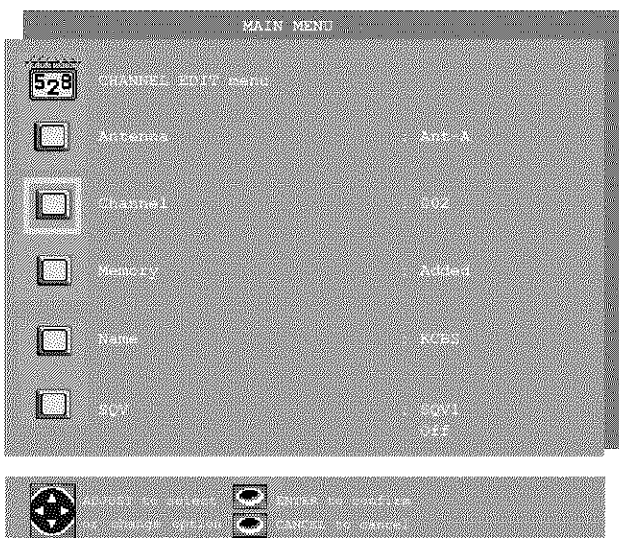 MAIN MENU
528
CHANNEL EDIT menu
Antenna : Ant-A
Channel : 002
Memory : Added
Name : KCBS
SQV : SQV1
Off
ADJUST to select ENTER to confirm
or change option CANCEL to cancel